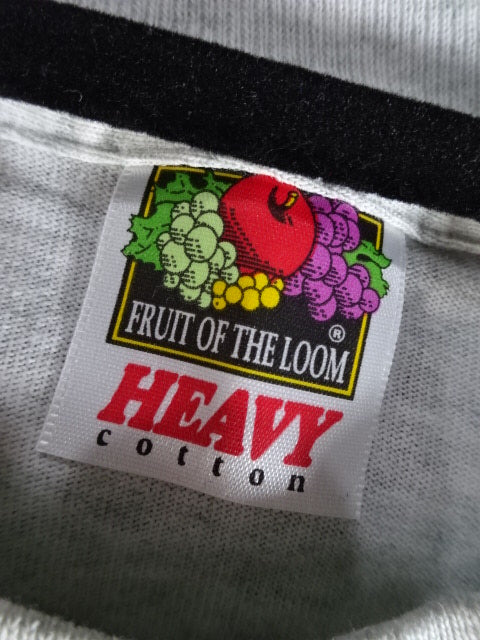 FRUIT OF THE LOOM ®
HEAVY
cotton